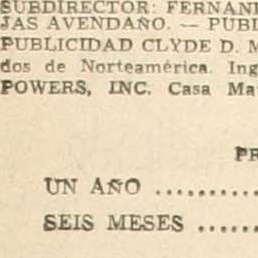 SUBDIRECTOR: FERNAN
JAS AVENDAÑO. — PUBL
PUBLICIDAD CLYDE D. M
dos de Norteamérica. Ing
POWERS, INC. Casa Ma
PR
UN AÑO ...........
SEIS MESES ......